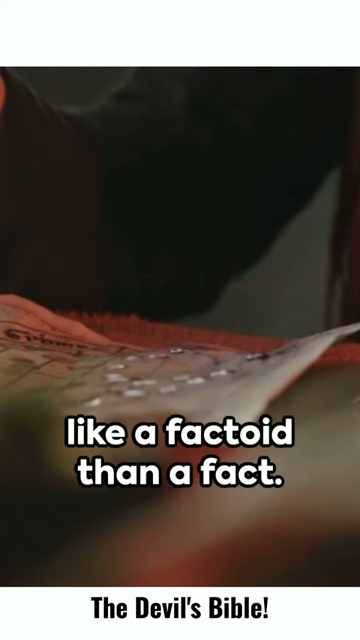 like a factoid
than a fact.
The Devil's Bible!